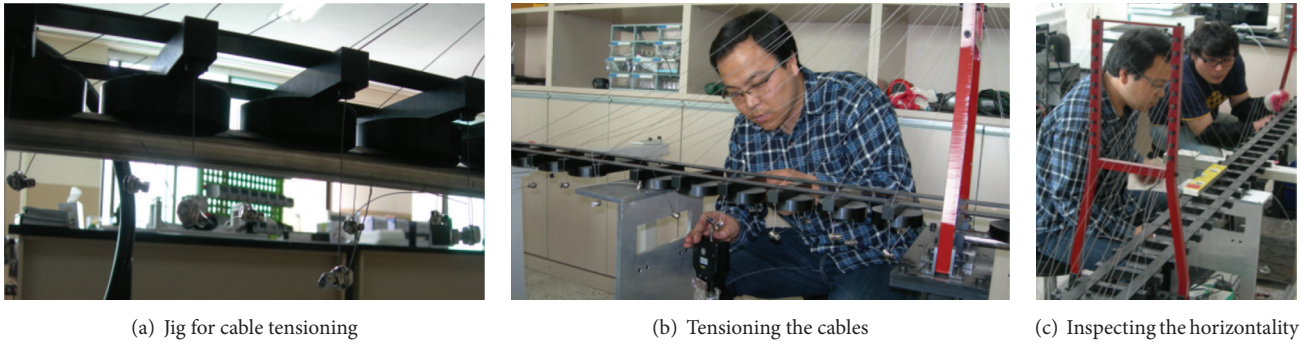 (a) Jig for cable tensioning
(b) Tensioning the cables
(c) Inspecting the horizontality